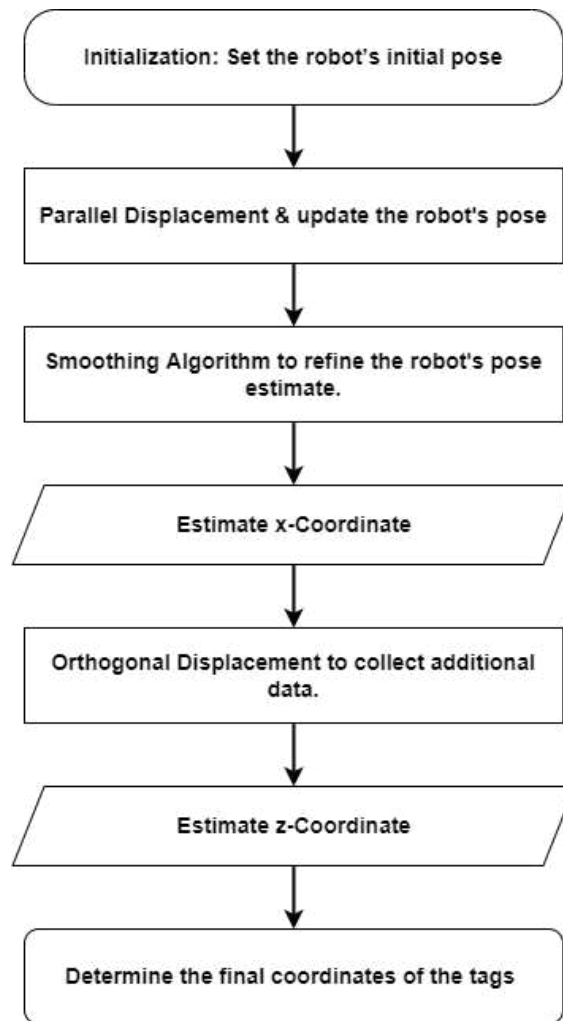 Initialization: Set the robot's initial pose
Parallel Displacement & update the robot's pose
Smoothing Algorithm to refine the robot's pose
estimate.
Estimate x-Coordinate
Orthogonal Displacement to collect additional
data.
Estimate z-Coordinate
Determine the final coordinates of the tags